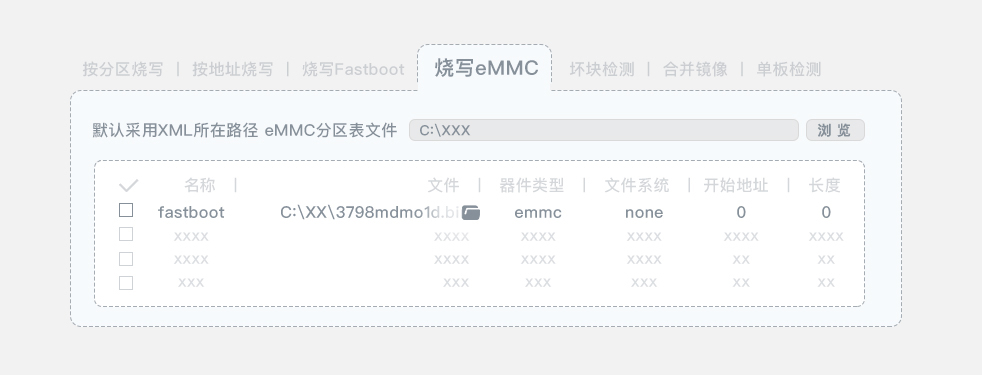 按分区烧写 | 按地址烧写 | 烧写Fastboot 烧写eMMC 坏块检测 | 合并镜像 | 单板检测
默认采用XML所在路径 eMMC分区表文件 C:\XXX 浏 览
名称 | 文件 | 器件类型 | 文件系统 | 开始地址 | 长度
fastboot C:\XX\3798mdmo1d.bi emmc none 0 0
xxxx xxxx xxxx xxxx xxxx xxxx
xxxx xxxx xxxx xxxx xx xx
xxx xxx xxx xxx xx xx